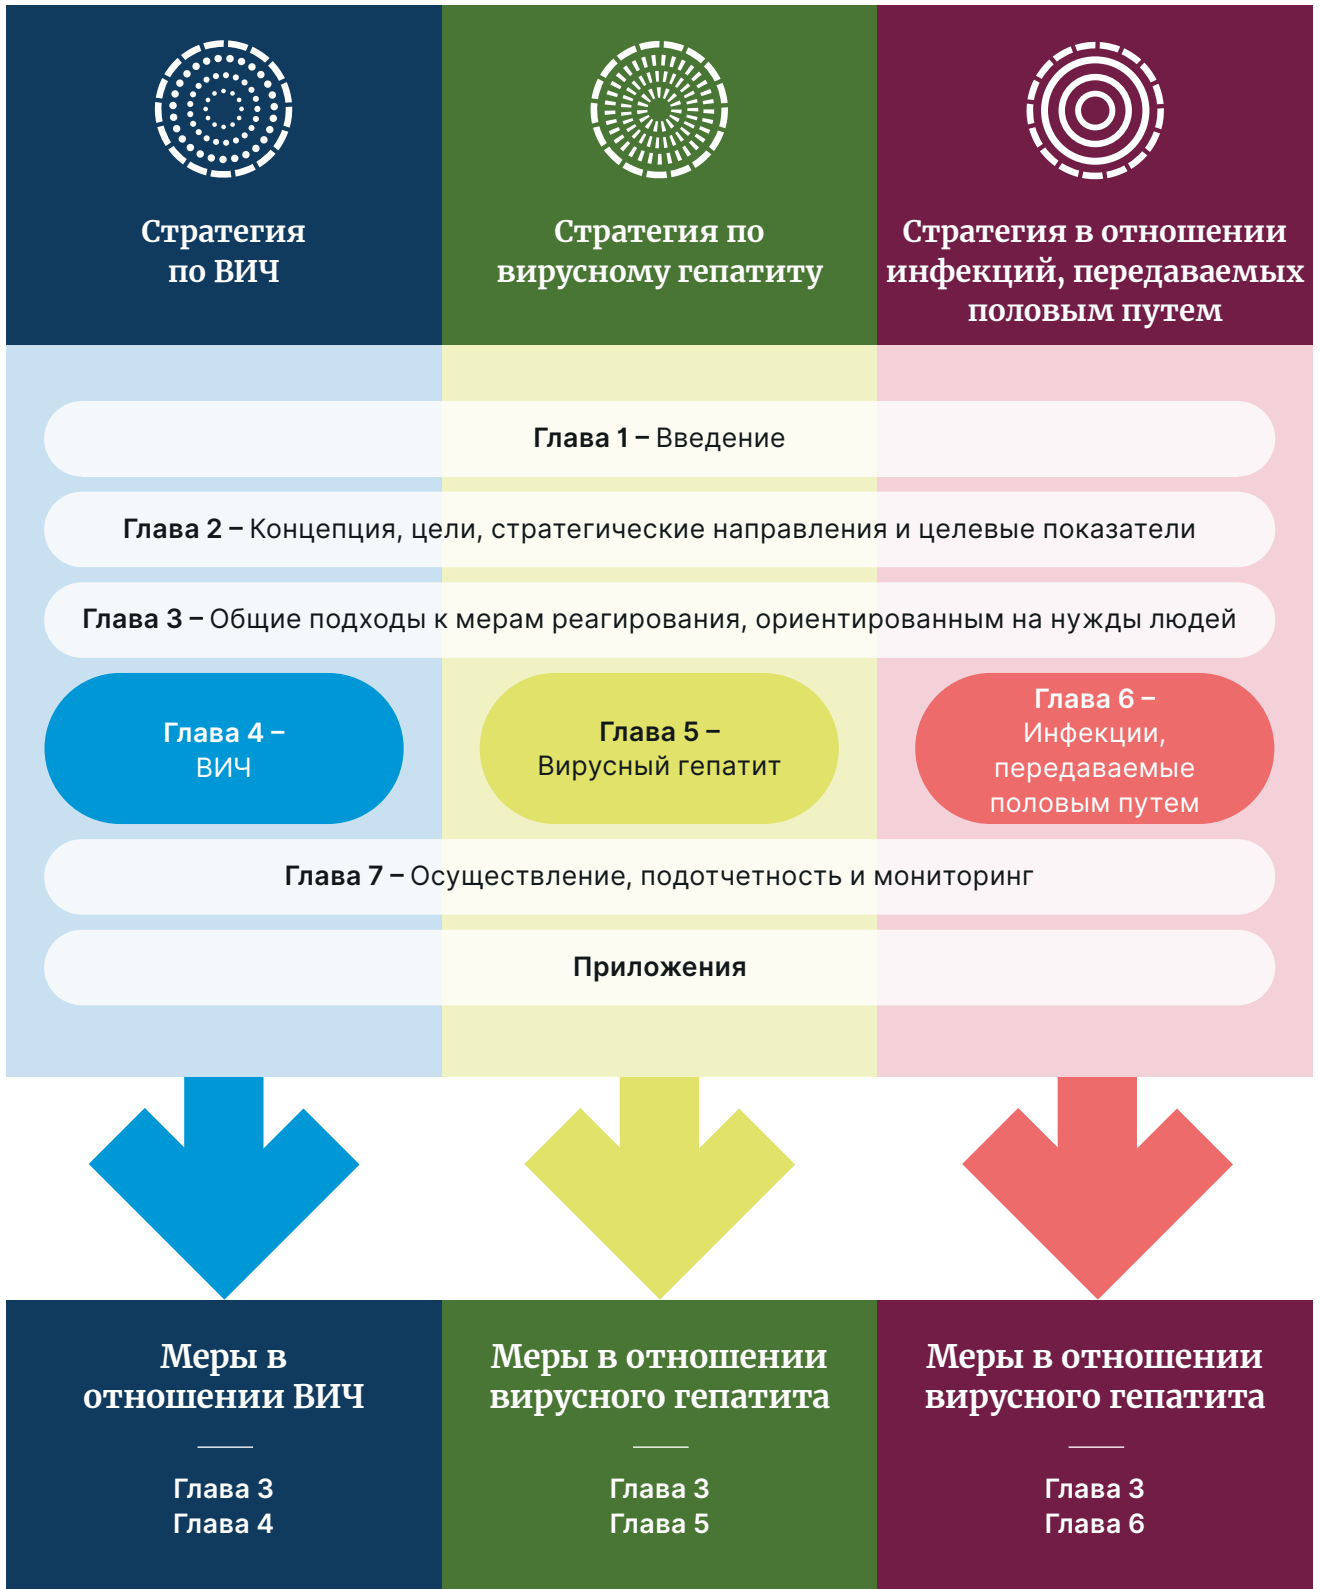 Стратегия
по ВИЧ
Стратегия по
вирусному гепатиту
Стратегия в отношении
инфекций, передаваемых
половым путем
Глава 1 – Введение
Глава 2 – Концепция, цели, стратегические направления и целевые показатели
Глава 3 – Общие подходы к мерам реагирования, ориентированным на нужды людей
Глава 4 –
ВИЧ
Глава 5 –
Вирусный гепатит
Глава 6 –
Инфекции,
передаваемые
половым путем
Глава 7 – Осуществление, подотчетность и мониторинг
Приложения
Меры в
отношении ВИЧ
Глава 3
Глава 4
Меры в отношении
вирусного гепатита
Глава 3
Глава 5
Меры в отношении
вирусного гепатита
Глава 3
Глава 6